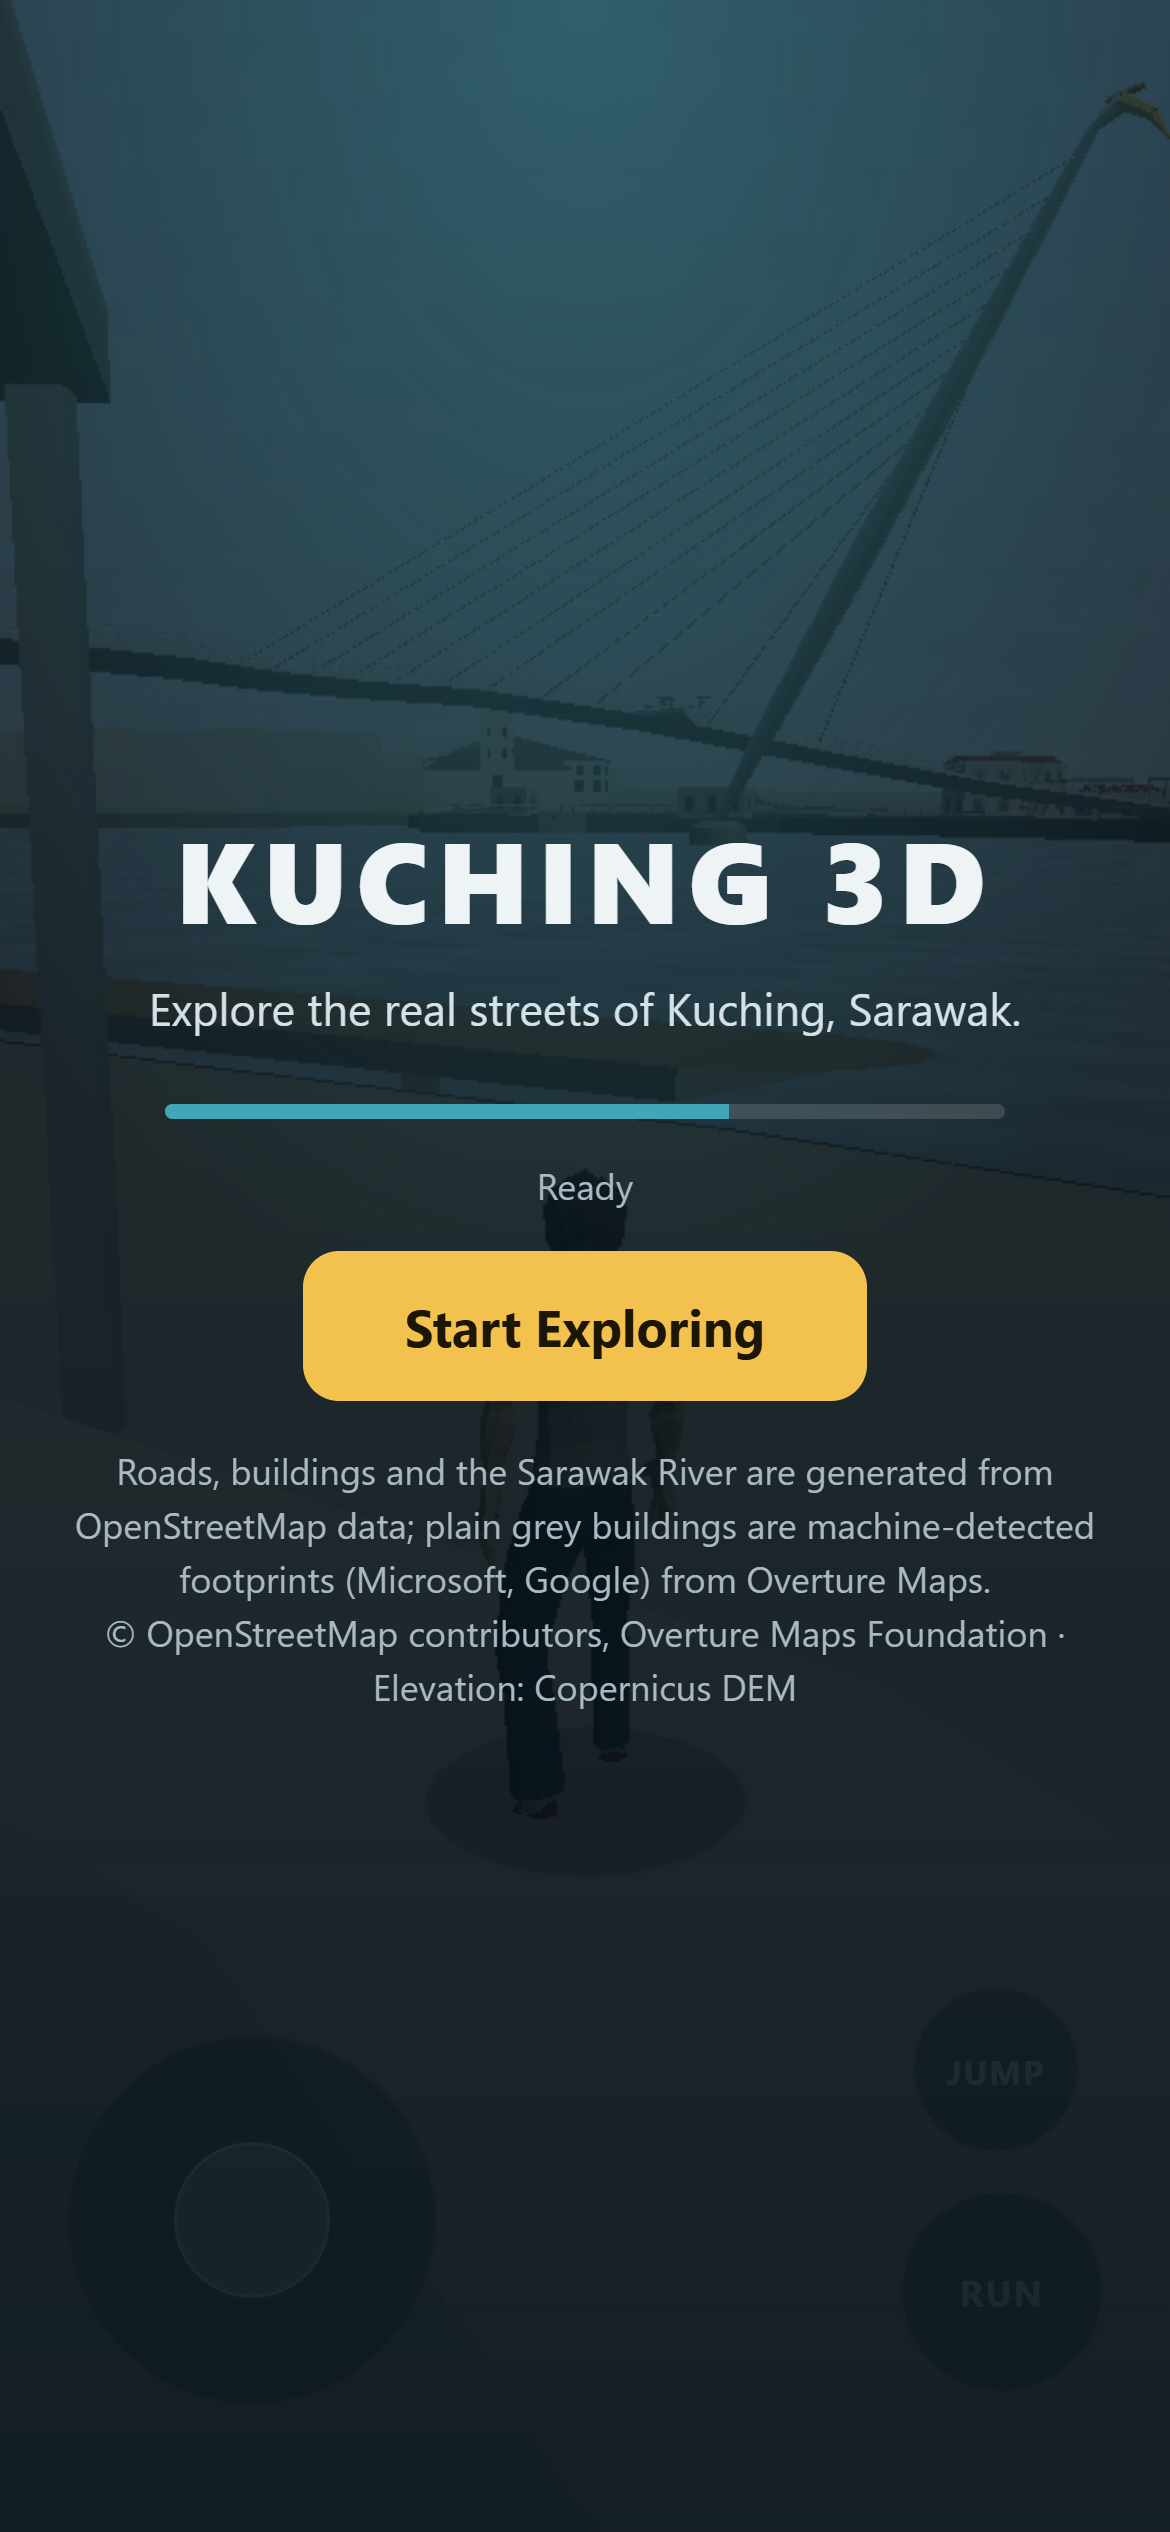 KUCHING 3D
Explore the real streets of Kuching, Sarawak.
Ready
Start Exploring
Roads, buildings and the Sarawak River are generated from
OpenStreetMap data; plain grey buildings are machine-detected
footprints (Microsoft, Google) from Overture Maps.
© OpenStreetMap contributors, Overture Maps Foundation ·
Elevation: Copernicus DEM
JUMP
RUN